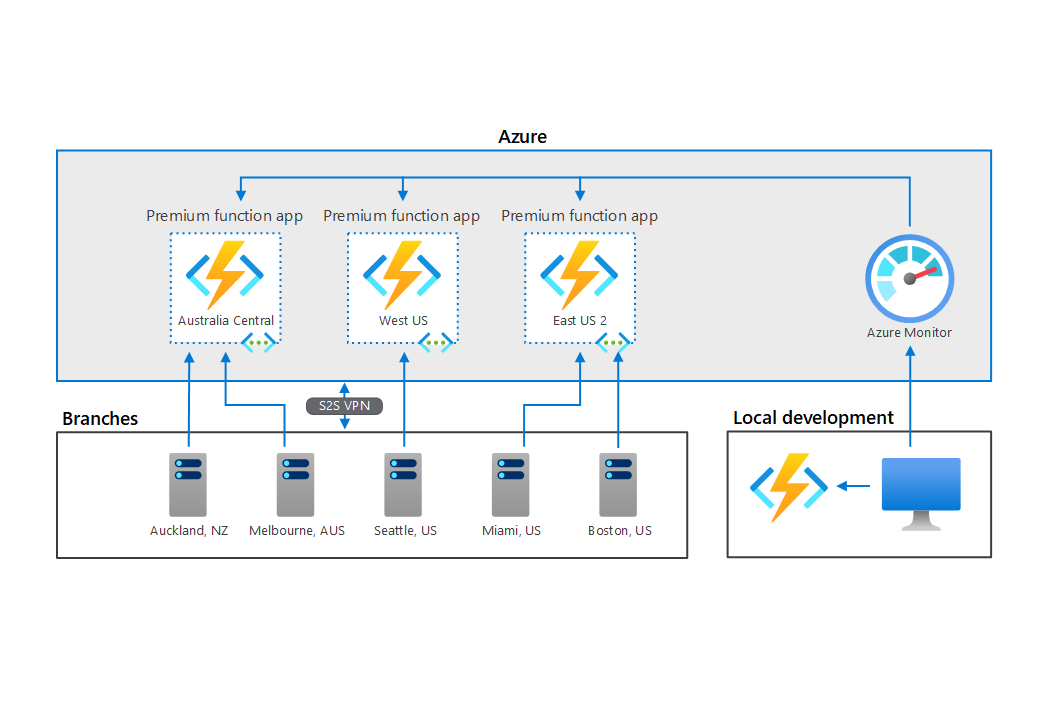 Azure
Premium function app Premium function app Premium function app
Australia Central West US East US 2
Azure Monitor
S2S VPN
Branches
Local development
Auckland, NZ Melbourne, AUS Seattle, US Miami, US Boston, US